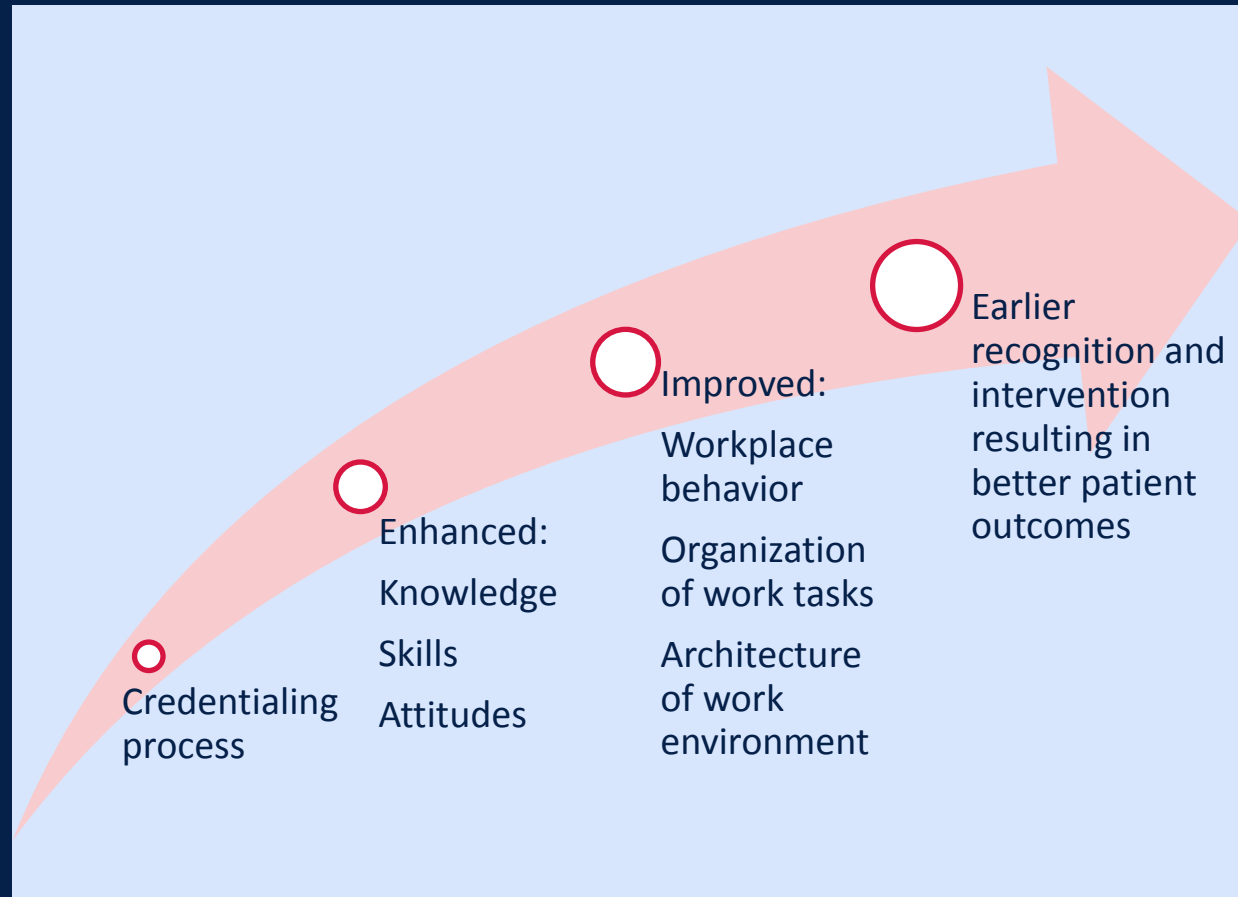 Credentialing
process
Enhanced:
Knowledge
Skills
Attitudes
Improved:
Workplace
behavior
Organization
of work tasks
Architecture
of work
environment
Earlier
recognition and
intervention
resulting in
better patient
outcomes